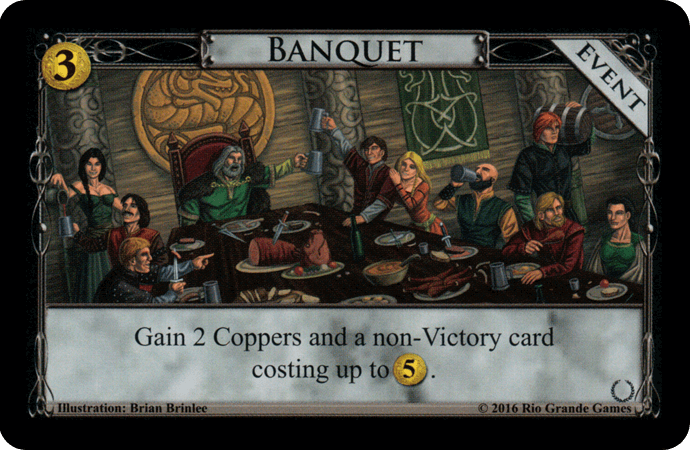 3
BANQUET
EVENT
Gain 2 Coppers and a non-Victory card
costing up to 5.
Illustration: Brian Brinlee
© 2016 Rio Grande Games